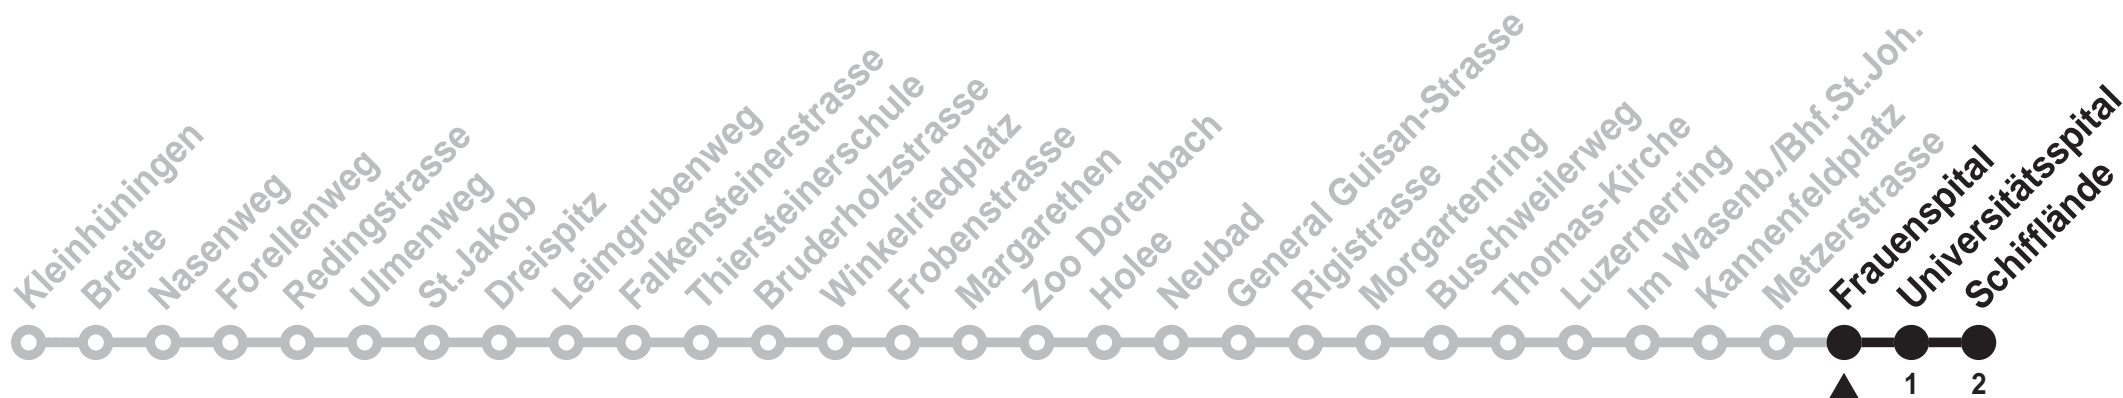 Kleinhüningen
Breite
Nasenweg
Forellenweg
Redingstrasse
Ulmenweg
St.Jakob
Dreispitz
Leimgrubenweg
Falkensteinerstrasse
Thiersteinerschule
Bruderholzstrasse
Winkelriedplatz
Frobenstrasse
Margarethen
Zoo Dorenbach
Holee
Neubad
General Guisan-Strasse
Rigistrasse
Morgartenring
Buschweilerweg
Thomas-Kirche
Luzernerring
Im Wasenb./Bhf.St.Joh.
Kannenfeldplatz
Metzerstrasse
Frauenspital
Universitätsspital
Schifflände
1
2